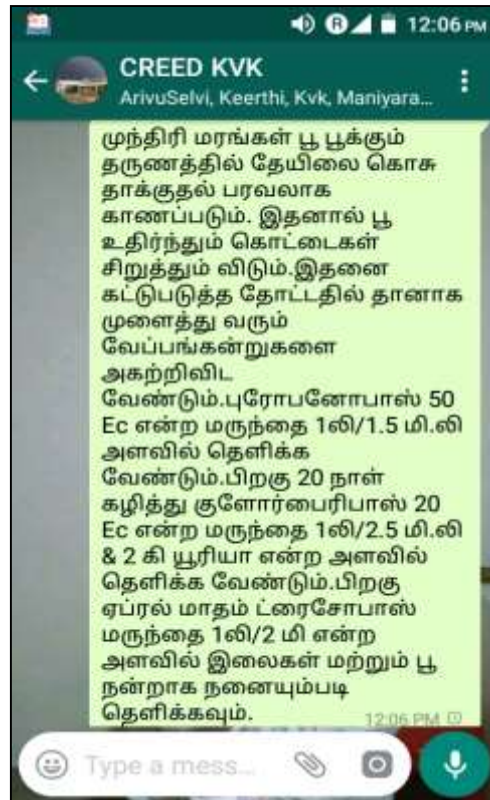 12:06 PM
CREED KVK
ArivuSelvi, Keerthi, Kvk, Maniyara...
முந்திரி மரங்கள் பூ பூக்கும்
தருணத்தில் தேயிலை கொசு
தாக்குதல் பரவலாக
காணப்படும். இதனால் பூ
உதிர்ந்தும் கொட்டைகள்
சிறுத்தும் விடும்.இதனை
கட்டுபடுத்த தோட்டதில் தானாக
முளைத்து வரும்
வேப்பங்கன்றுகளை
அகற்றிவிட
வேண்டும்.புரோபனோபாஸ் 50
Ec என்ற மருந்தை 1லி/1.5 மி.லி
அளவில் தெளிக்க
வேண்டும்.பிறகு 20 நாள்
கழித்து குளோர்பைரிபாஸ் 20
Ec என்ற மருந்தை 1லி/2.5 மி.லி
& 2 கி யூரியா என்ற அளவில்
தெளிக்க வேண்டும்.பிறகு
ஏப்ரல் மாதம் ட்ரைசோபாஸ்
மருந்தை 1லி/2 மி என்ற
அளவில் இலைகள் மற்றும் பூ
நன்றாக நனையும்படி
தெளிக்கவும்.
12:06 PM
Type a mess...